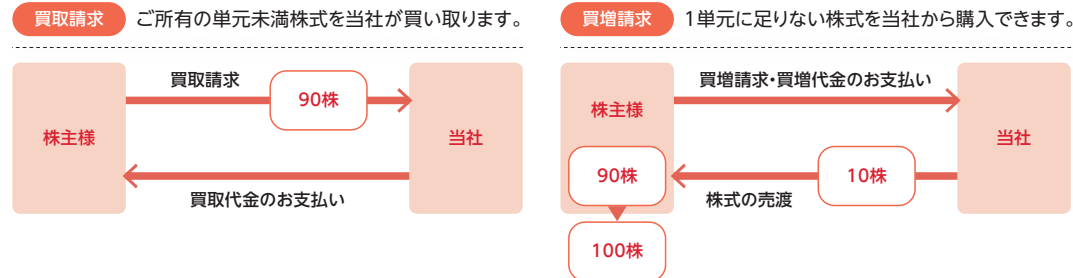 買取請求 ご所有の単元未満株式を当社が買い取ります。
買取請求
90株
株主様
当社
買取代金のお支払い
買増請求 1単元に足りない株式を当社から購入できます。
買増請求・買増代金のお支払い
株主様
当社
90株
10株
株式の売渡
100株